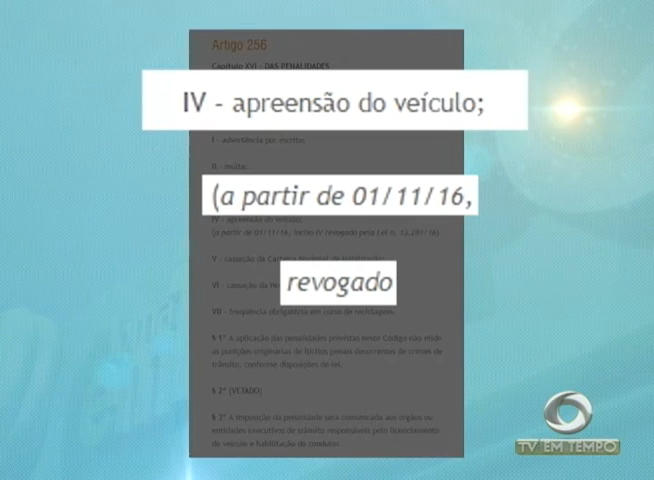 Artigo 256
Capítulo XVI - DAS PENALIDADES
IV - apreensão do veículo;
I - advertência por escrito;
II - multa;
(a partir de 01/11/16,
IV - apreensão do veículo;
(a partir de 01/11/16, inciso IV revogado pela Lei n. 13.281/16)
V - cassação da Carteira Nacional de Habilitação;
revogado
VI - cassação da
VII - freqüência obrigatória em curso de reciclagem.
§ 1º A aplicação das penalidades previstas neste Código não elide
as punições originárias de ilícitos penais decorrentes de crimes de
trânsito, conforme disposições de lei.
§ 2º (VETADO)
§ 3º A imposição da penalidade será comunicada aos órgãos ou
entidades executivos de trânsito responsáveis pelo licenciamento
do veículo e habilitação do condutor.
TV EM TEMPO